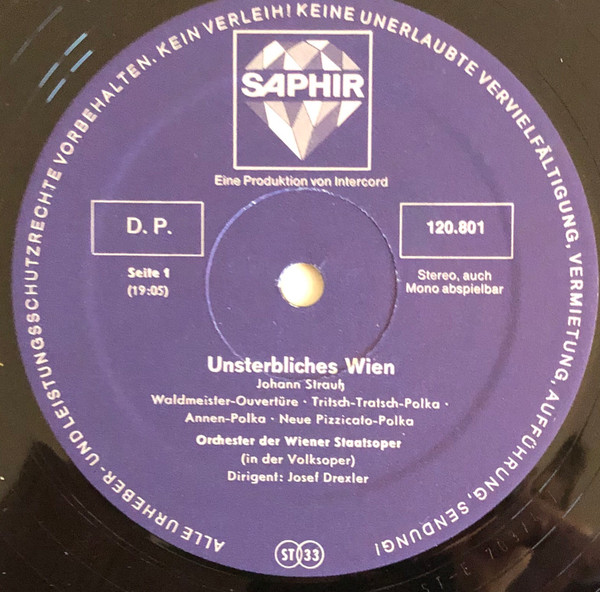 ALLE URHEBER- UND LEISTUNGSSCHUTZRECHTE VORBEHALTEN. KEIN VERLEIH! KEINE UNERLAUBTE VERVIELFÄLTIGUNG, VERMIETUNG, AUFFÜHRUNG, SENDUNG!
SAPHIR
Eine Produktion von Intercord
D. P.
120.801
Seite 1
(19:05)
Stereo, auch
Mono abspielbar
Unsterbliches Wien
Johann Strauß
Waldmeister-Ouvertüre · Tritsch-Tratsch-Polka ·
Annen-Polka · Neue Pizzicato-Polka
Orchester der Wiener Staatsoper
(in der Volksoper)
Dirigent: Josef Drexler
ST 33